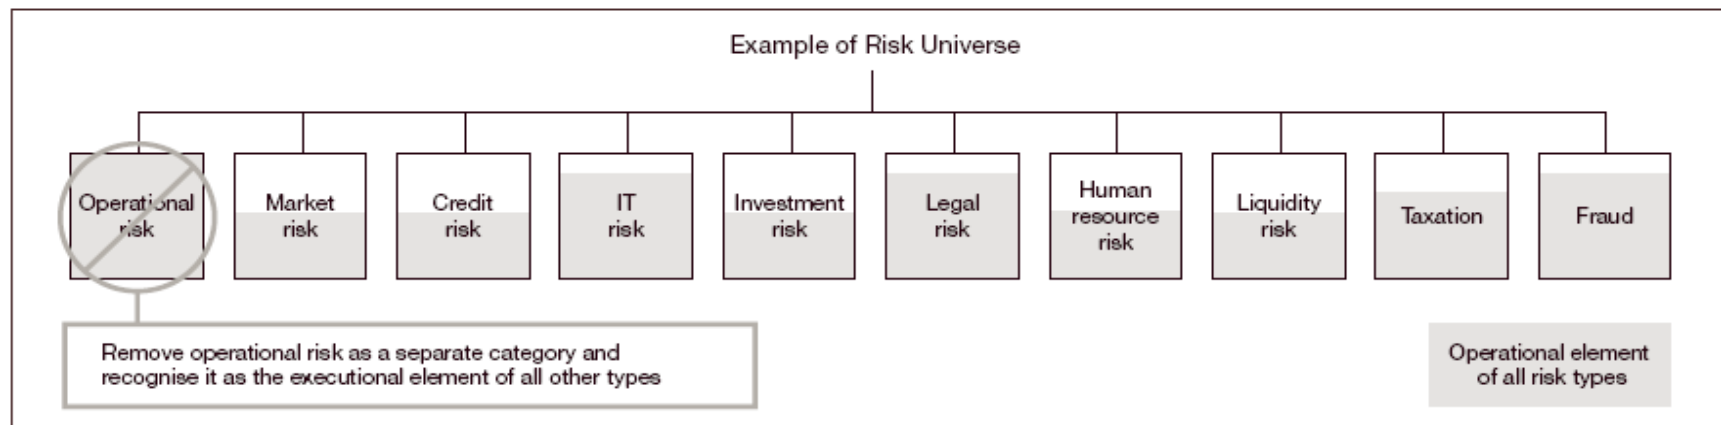 Example of Risk Universe
Operational
risk
Market
risk
Credit
risk
IT
risk
Investment
risk
Legal
risk
Human
resource
risk
Liquidity
risk
Taxation
Fraud
Remove operational risk as a separate category and
recognise it as the executional element of all other types
Operational element
of all risk types